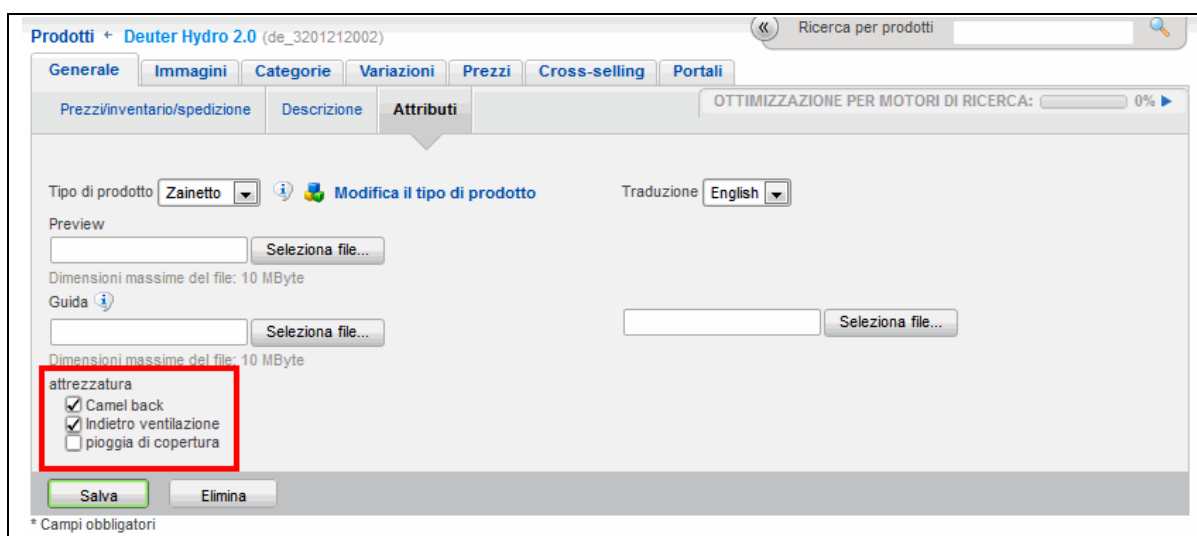 Prodotti Deuter Hydro 2.0 (de_3201212002)
Ricerca per prodotti
Generale Immagini Categorie Variazioni Prezzi Cross-selling Portali
Prezzi/inventario/spedizione Descrizione Attributi
OTTIMIZZAZIONE PER MOTORI DI RICERCA: 0%
Tipo di prodotto Zainetto Modifica il tipo di prodotto
Traduzione English
Preview
Seleziona file...
Dimensioni massime del file: 10 MByte
Guida
Seleziona file...
Seleziona file...
Dimensioni massime del file: 10 MByte
attrezzatura
Camel back
Indietro ventilazione
pioggia di copertura
Salva Elimina
* Campi obbligatori